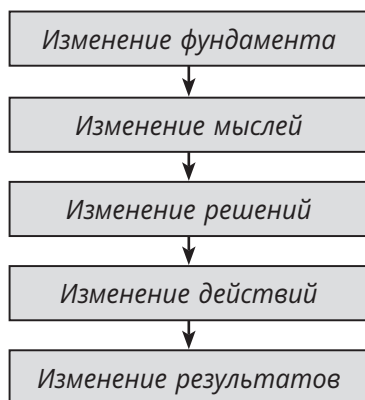 Изменение фундамента
Изменение мыслей
Изменение решений
Изменение действий
Изменение результатов